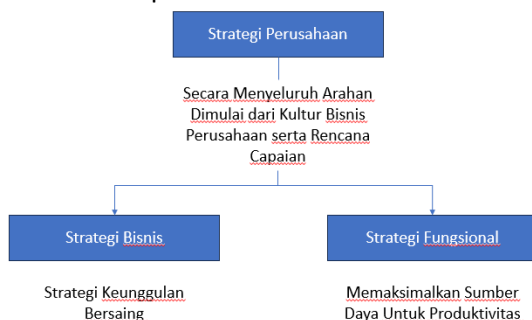 Strategi Perusahaan
Secara Menyeluruh Arahan
Dimulai dari Kultur Bisnis
Perusahaan serta Rencana
Capaian
Strategi Bisnis
Strategi Fungsional
Strategi Keunggulan
Bersaing
Memaksimalkan Sumber
Daya Untuk Produktivitas